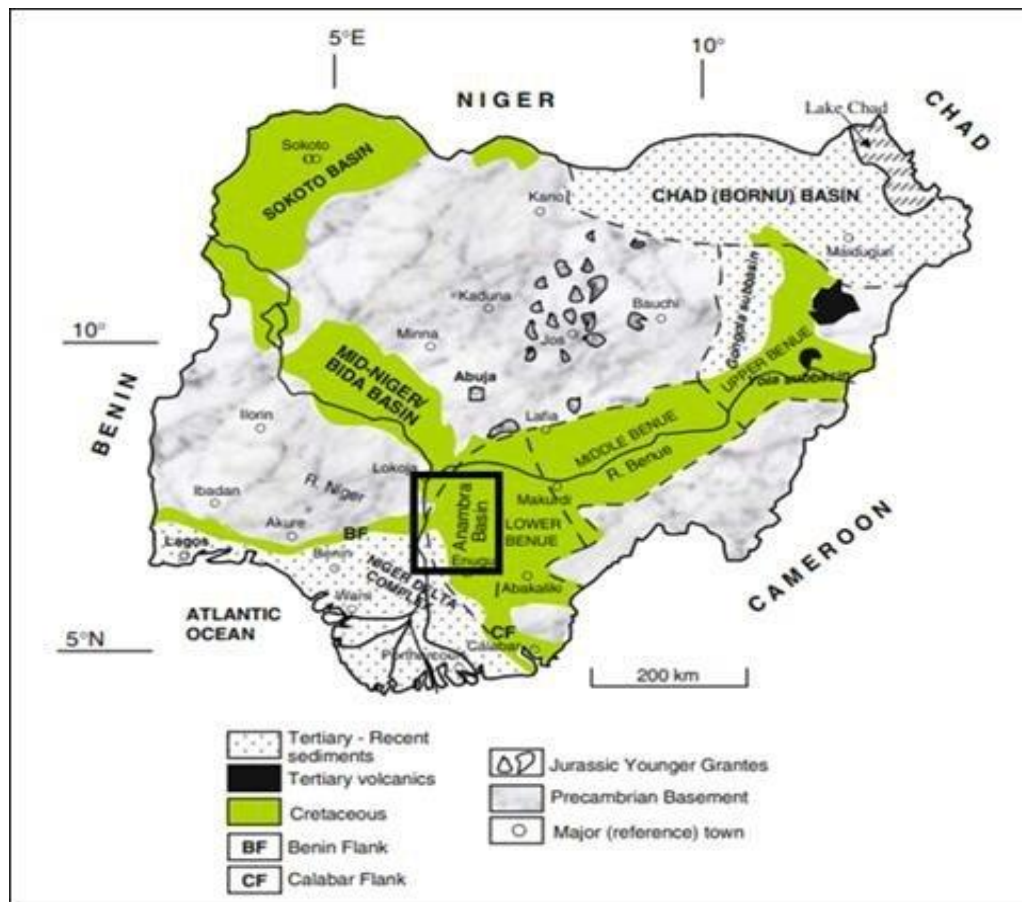 5°E
10°
NIGER
CHAD
Lake Chad
Sokoto
SOKOTO BASIN
Kano
CHAD (BORNU) BASIN
Maiduguri
Gongola subbasin
Kaduna
Bauchi
Jos
Minna
10°
MID-NIGER/
BIDA BASIN
Abuja
UPPER BENUE
Yola subbasin
BENIN
Ilorin
Lafia
MIDDLE BENUE
R. Benue
Lokoja
R. Niger
Ibadan
Makurdi
Anambra
Basin
LOWER
BENUE
Akure
BF
Lagos
Benin
Enugu
Abakaliki
NIGER DELTA
COMPLEX
Warri
CAMEROON
ATLANTIC
OCEAN
CF
Calabar
5°N
200 km
Tertiary - Recent
sediments
Tertiary volcanics
Cretaceous
BF Benin Flank
CF Calabar Flank
Jurassic Younger Grantes
Precambrian Basement
Major (reference) town